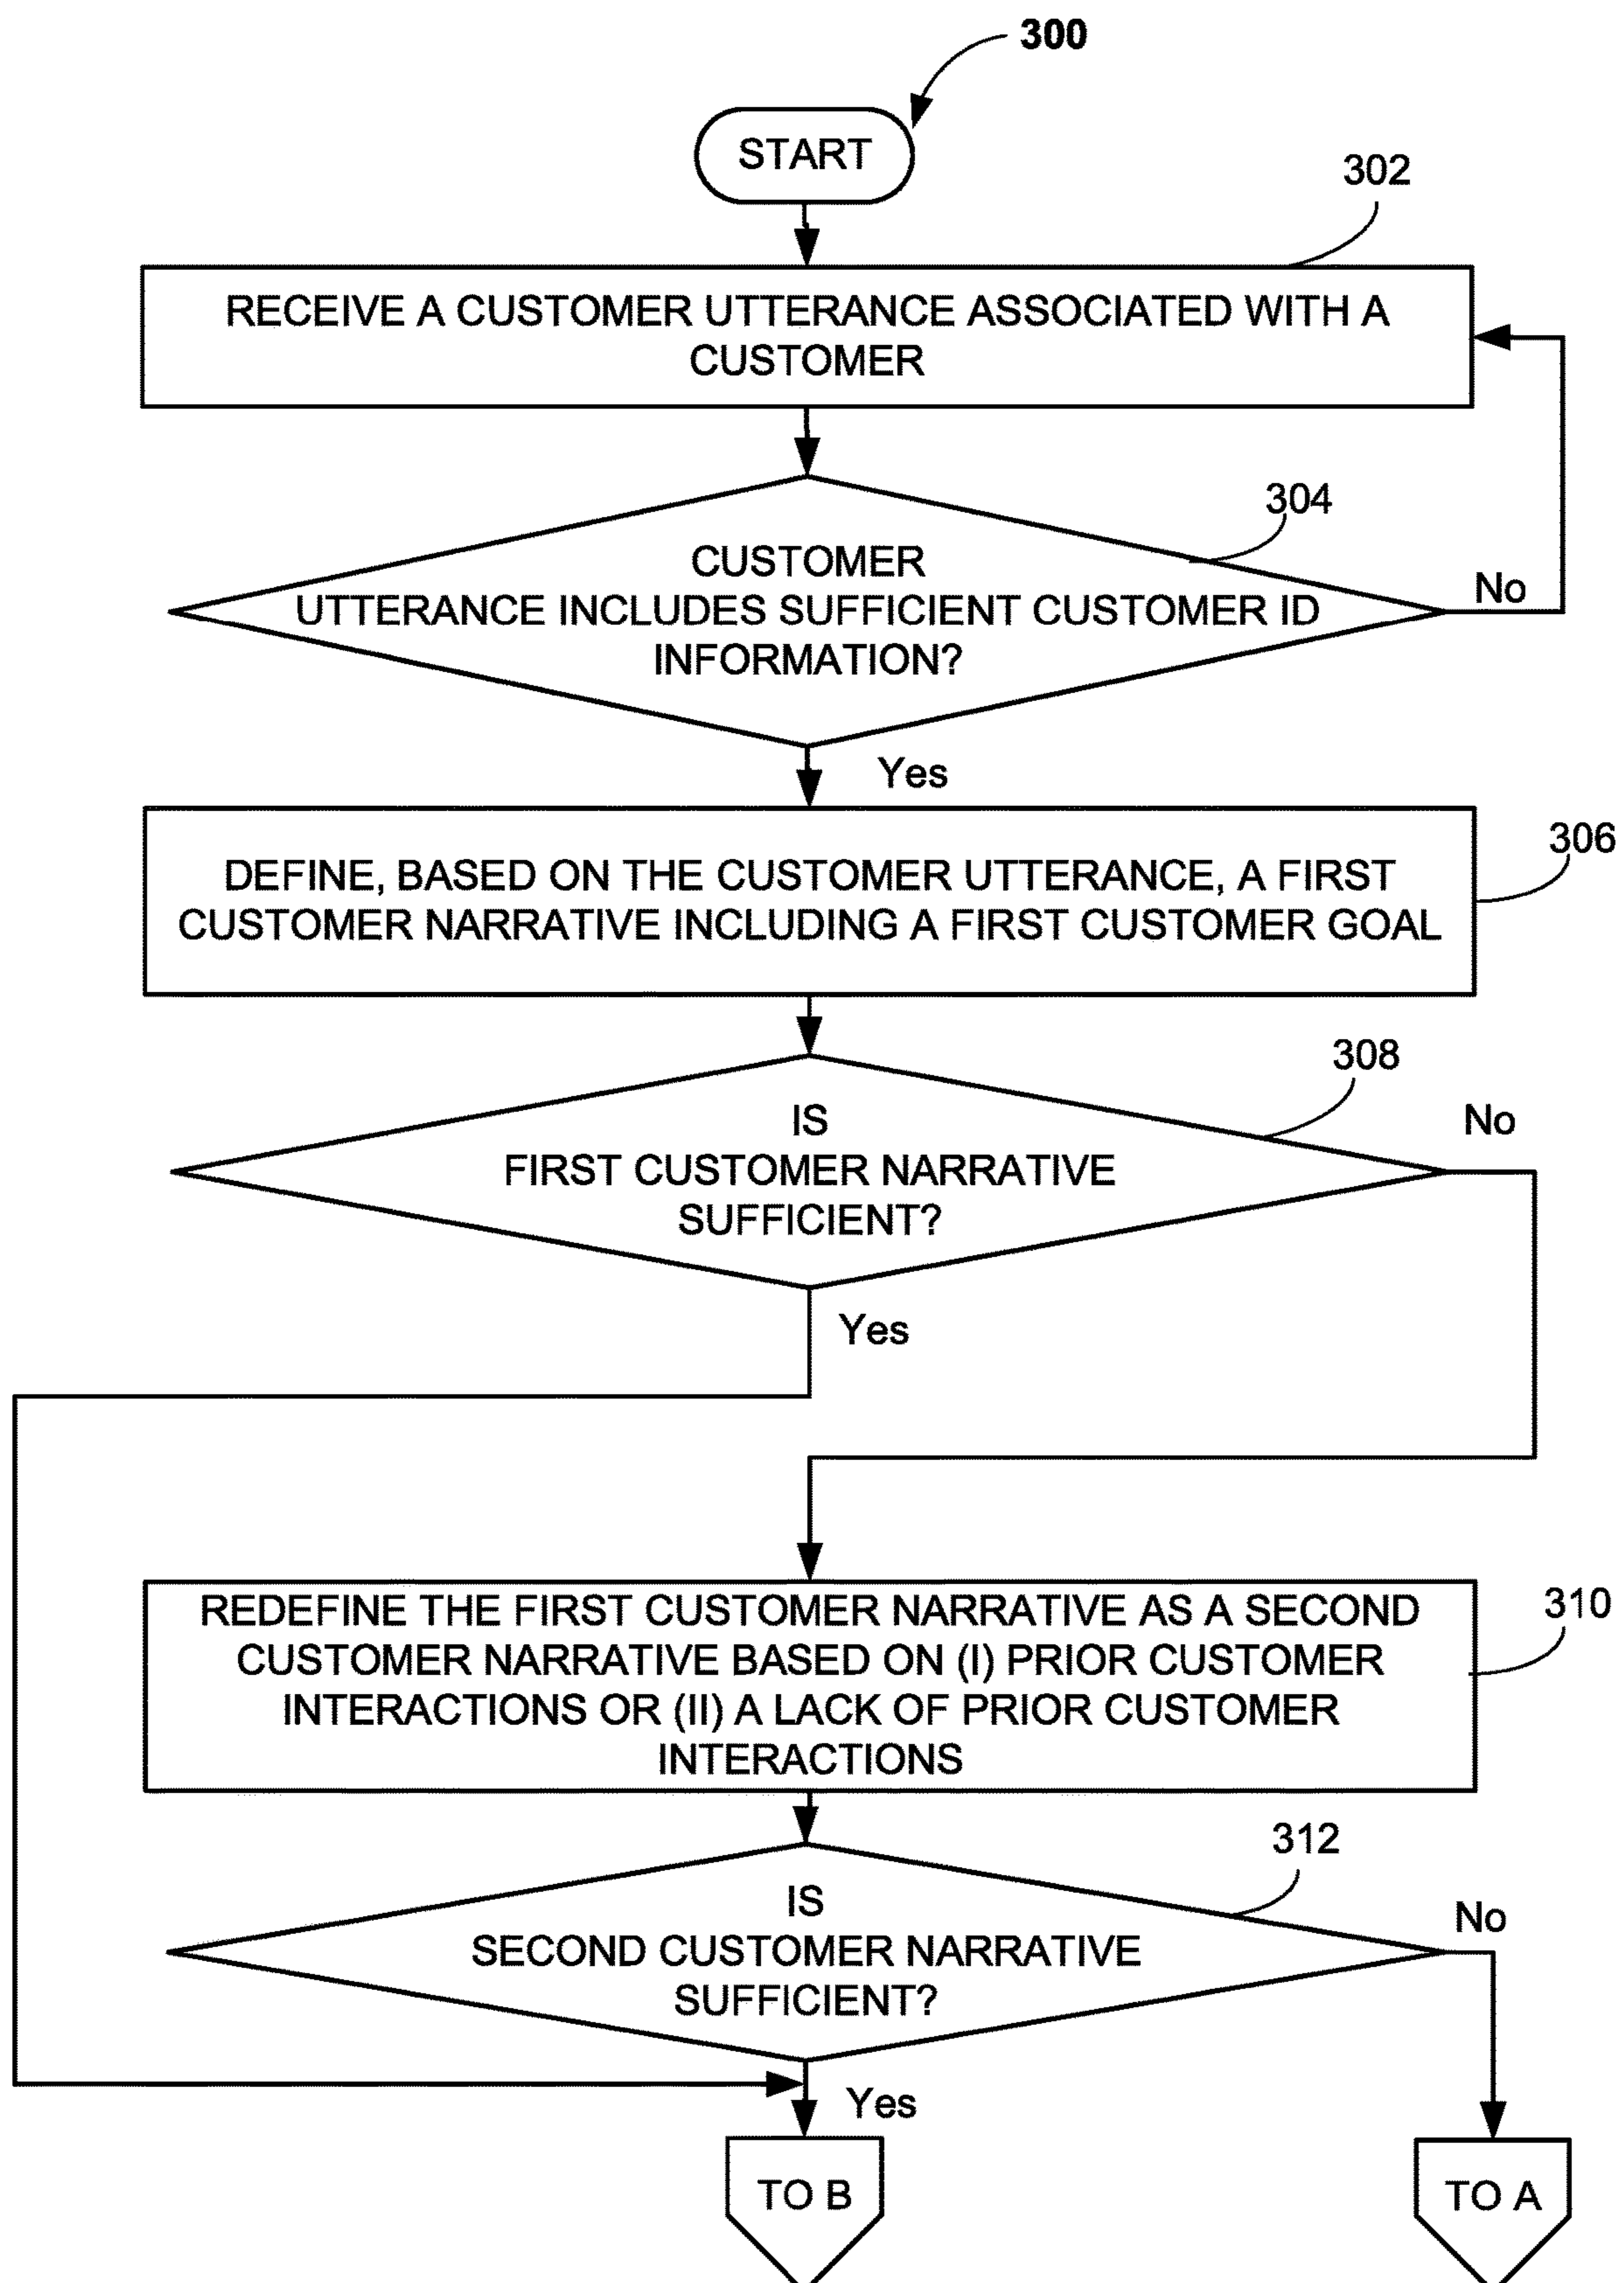 300
START
302
RECEIVE A CUSTOMER UTTERANCE ASSOCIATED WITH A
CUSTOMER
304
CUSTOMER
UTTERANCE INCLUDES SUFFICIENT CUSTOMER ID
INFORMATION?
No
Yes
306
DEFINE, BASED ON THE CUSTOMER UTTERANCE, A FIRST
CUSTOMER NARRATIVE INCLUDING A FIRST CUSTOMER GOAL
308
IS
FIRST CUSTOMER NARRATIVE
SUFFICIENT?
No
Yes
310
REDEFINE THE FIRST CUSTOMER NARRATIVE AS A SECOND
CUSTOMER NARRATIVE BASED ON (I) PRIOR CUSTOMER
INTERACTIONS OR (II) A LACK OF PRIOR CUSTOMER
INTERACTIONS
312
IS
SECOND CUSTOMER NARRATIVE
SUFFICIENT?
No
Yes
TO B
TO A